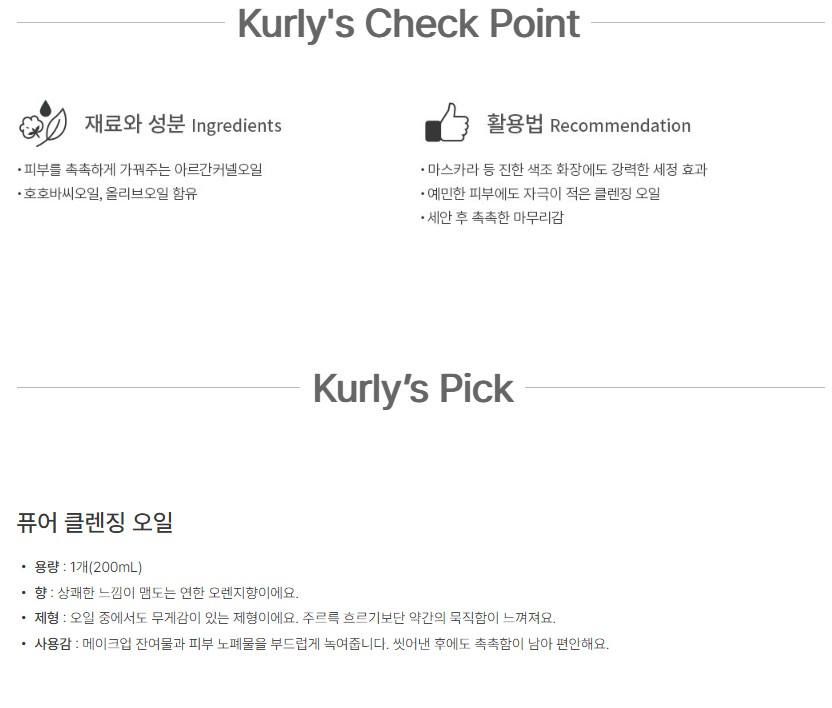 Kurly's Check Point
재료와 성분 Ingredients
•피부를 촉촉하게 가꿔주는 아르간커넬오일
•호호바씨오일, 올리브오일 함유
활용법 Recommendation
•마스카라 등 진한 색조 화장에도 강력한 세정 효과
•예민한 피부에도 자극이 적은 클렌징 오일
•세안 후 촉촉한 마무리감
Kurly’s Pick
퓨어 클렌징 오일
• 용량 : 1개(200mL)
• 향 : 상쾌한 느낌이 맴도는 연한 오렌지향이에요.
• 제형 : 오일 중에서도 무게감이 있는 제형이에요. 주르륵 흐르기보단 약간의 묵직함이 느껴져요.
• 사용감 : 메이크업 잔여물과 피부 노폐물을 부드럽게 녹여줍니다. 씻어낸 후에도 촉촉함이 남아 편안해요.